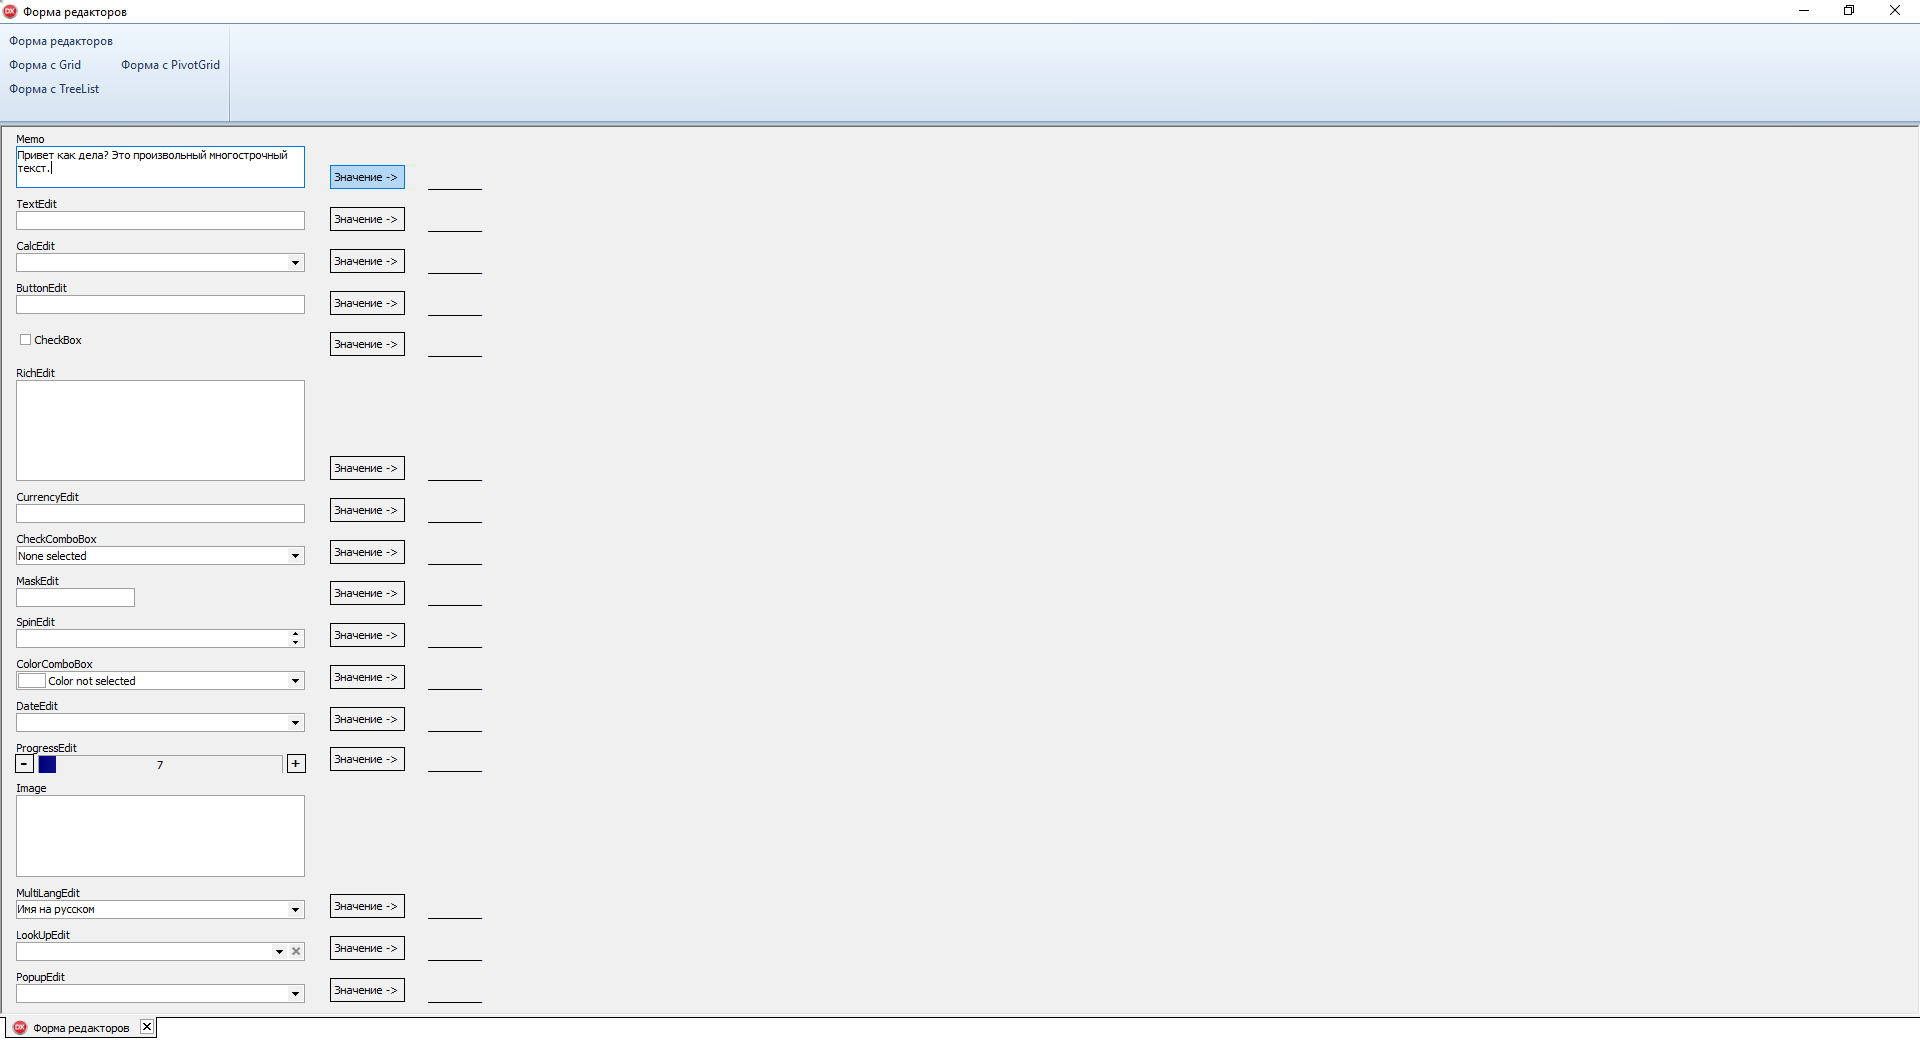 Форма редакторов
Форма редакторов
Форма с Grid Форма с PivotGrid
Форма с TreeList
Memo
Привет как дела? Это произвольный многострочный
текст.
Значение ->
TextEdit
Значение ->
CalcEdit
Значение ->
ButtonEdit
Значение ->
CheckBox
Значение ->
RichEdit
Значение ->
CurrencyEdit
Значение ->
CheckComboBox
None selected
Значение ->
MaskEdit
Значение ->
SpinEdit
Значение ->
ColorComboBox
Color not selected
Значение ->
DateEdit
Значение ->
ProgressEdit
- 7 +
Значение ->
Image
MultiLangEdit
Имя на русском
Значение ->
LookUpEdit
Значение ->
PopupEdit
Значение ->
DX Форма редакторов